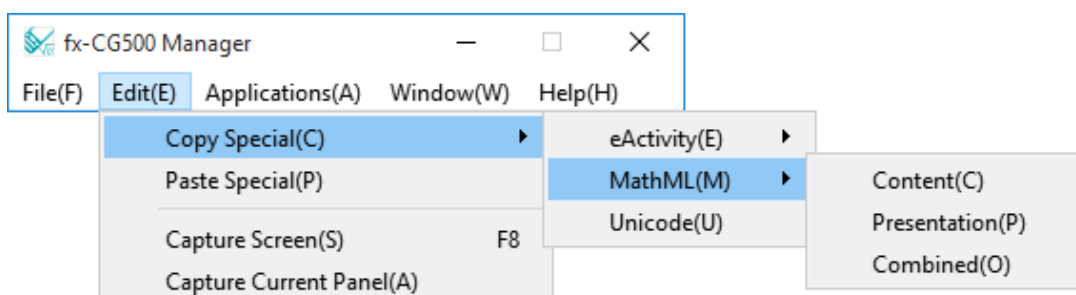 fx-CG500 Manager
File(F) Edit(E) Applications(A) Window(W) Help(H)
Copy Special(C)
Paste Special(P)
Capture Screen(S) F8
Capture Current Panel(A)
eActivity(E)
MathML(M)
Unicode(U)
Content(C)
Presentation(P)
Combined(O)